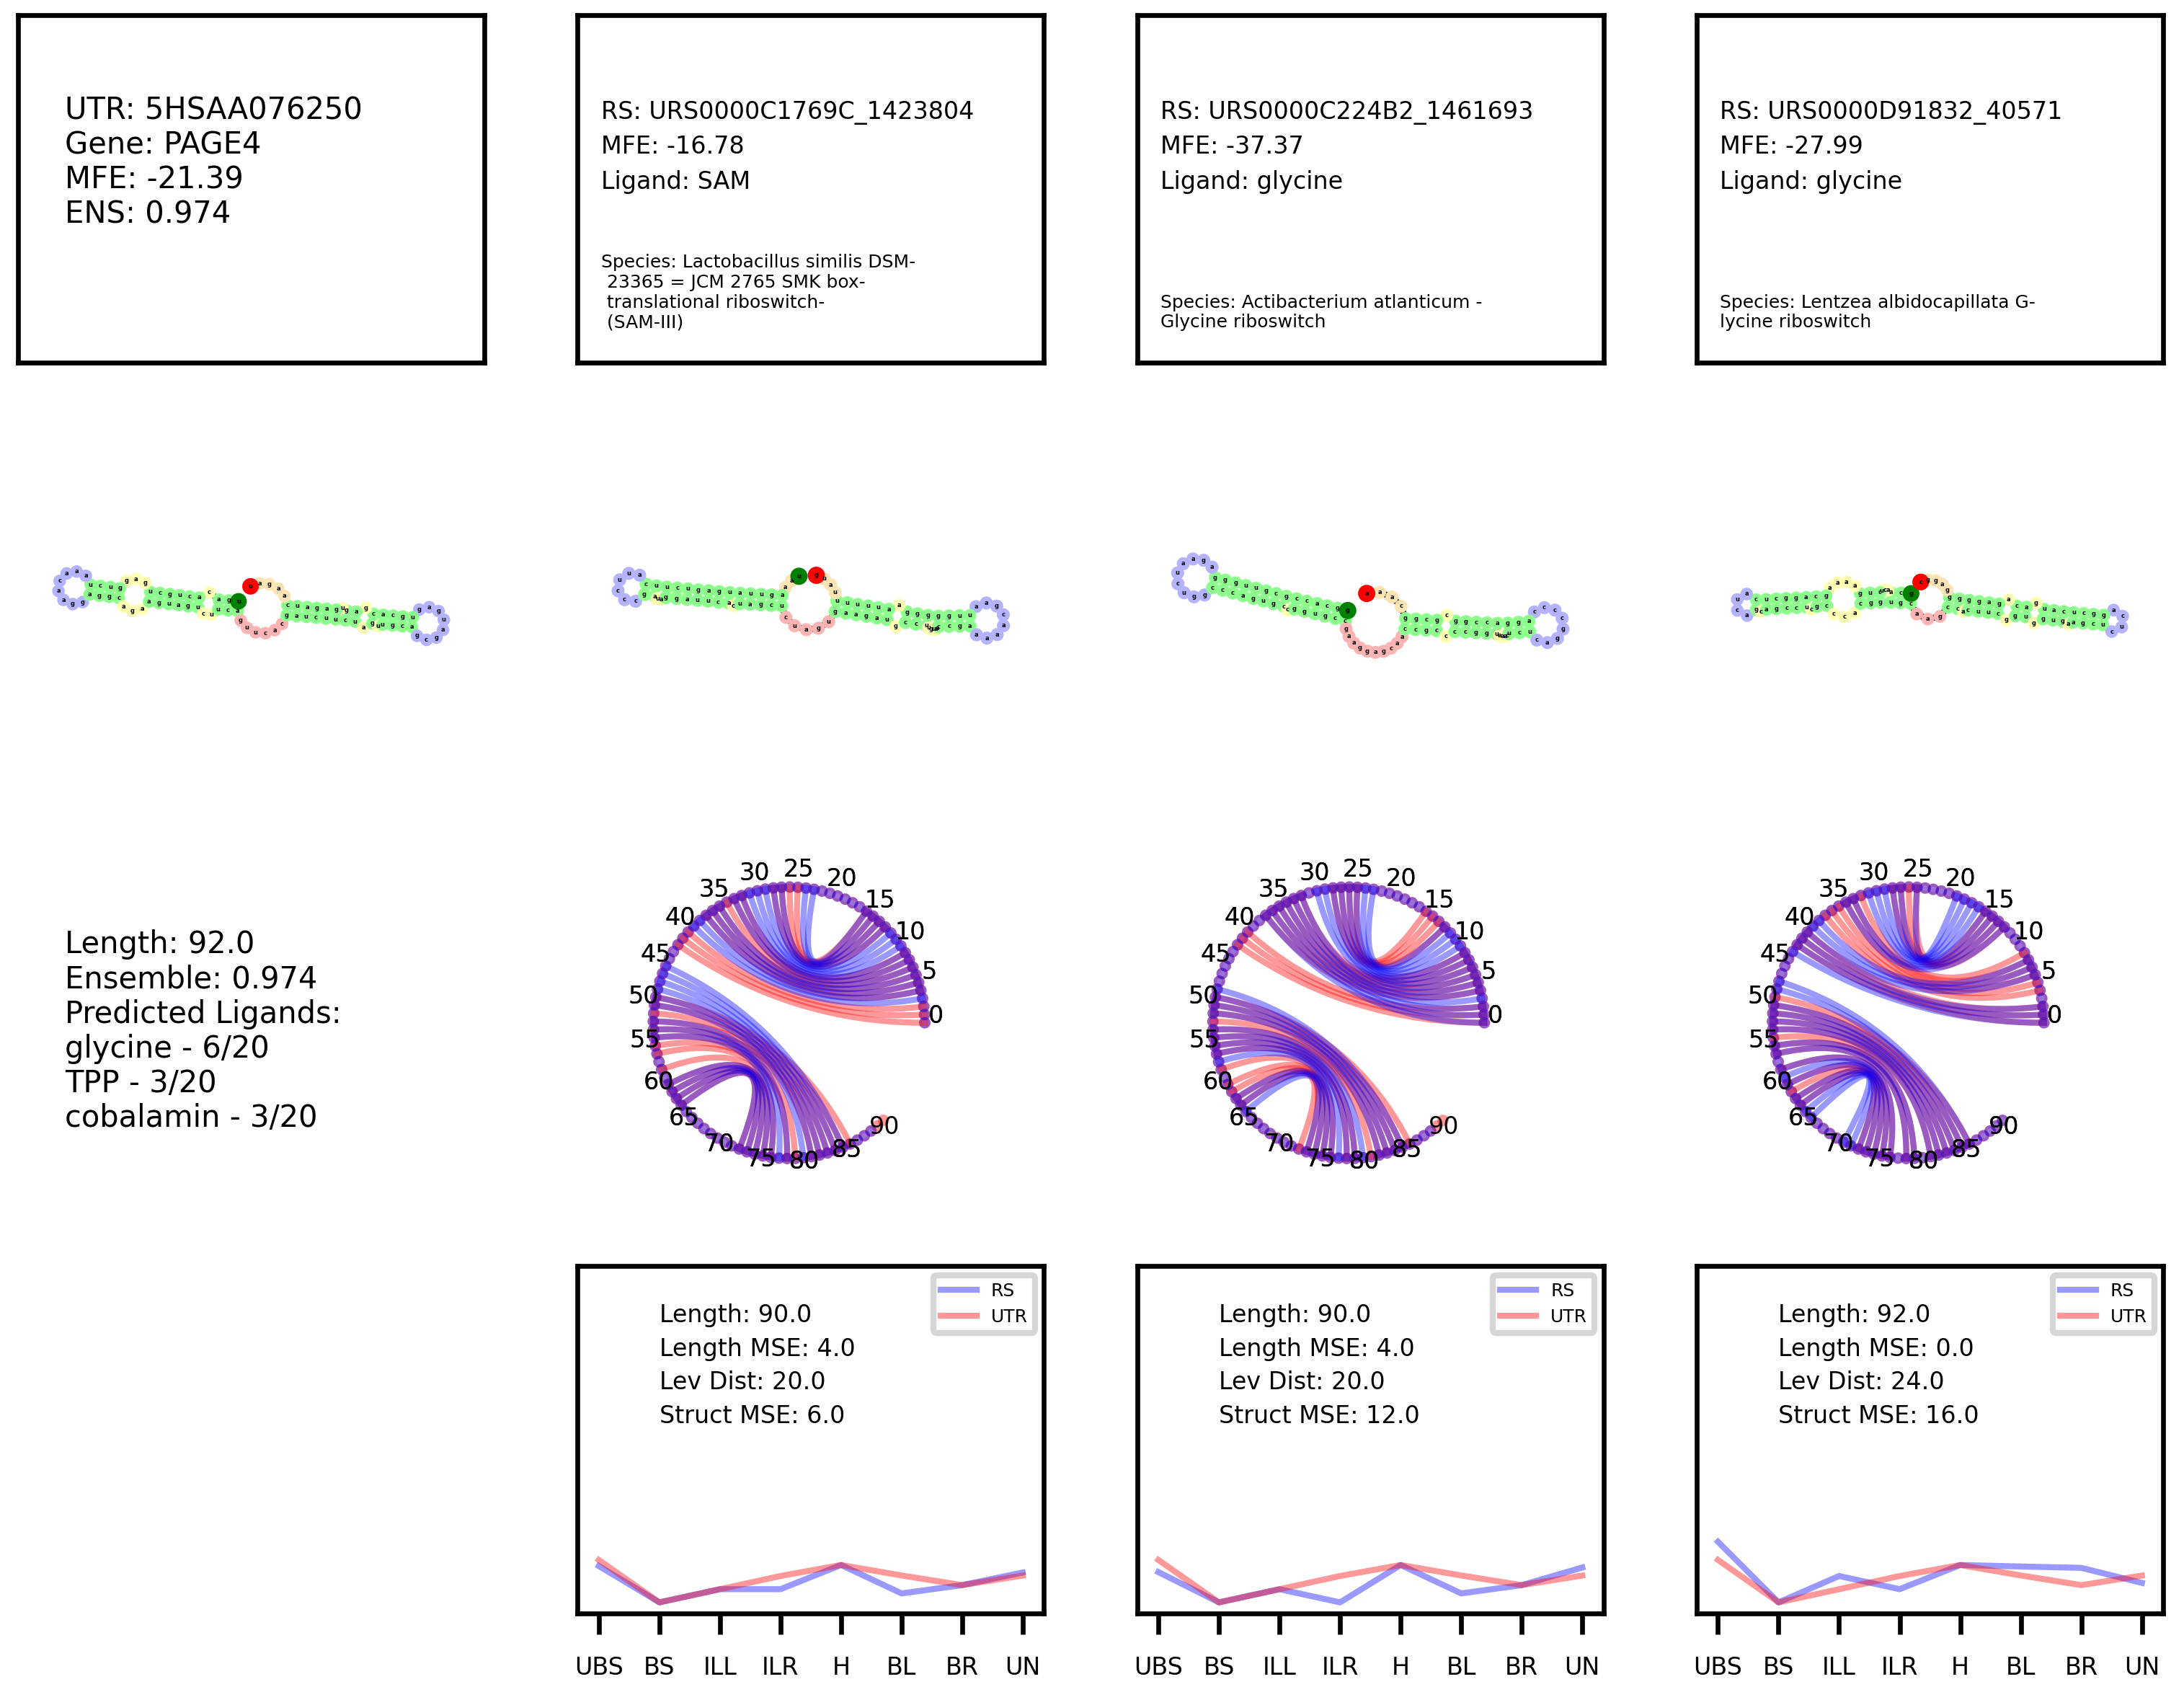 UTR: 5HSAA076250
Gene: PAGE4
MFE: -21.39
ENS: 0.974
RS: URS0000C1769C_1423804
MFE: -16.78
Ligand: SAM
Species: Lactobacillus similis DSM-
23365 = JCM 2765 SMK box-
translational riboswitch-
(SAM-III)
RS: URS0000C224B2_1461693
MFE: -37.37
Ligand: glycine
Species: Actibacterium atlanticum -
Glycine riboswitch
RS: URS0000D91832_40571
MFE: -27.99
Ligand: glycine
Species: Lentzea albidocapillata G-
lycine riboswitch
Length: 92.0
Ensemble: 0.974
Predicted Ligands:
glycine - 6/20
TPP - 3/20
cobalamin - 3/20
0 5 10 15 20 25 30 35 40 45 50 55 60 65 70 75 80 85 90
0 5 10 15 20 25 30 35 40 45 50 55 60 65 70 75 80 85 90
0 5 10 15 20 25 30 35 40 45 50 55 60 65 70 75 80 85 90
RS
UTR
Length: 90.0
Length MSE: 4.0
Lev Dist: 20.0
Struct MSE: 6.0
UBS BS ILL ILR H BL BR UN
RS
UTR
Length: 90.0
Length MSE: 4.0
Lev Dist: 20.0
Struct MSE: 12.0
UBS BS ILL ILR H BL BR UN
RS
UTR
Length: 92.0
Length MSE: 0.0
Lev Dist: 24.0
Struct MSE: 16.0
UBS BS ILL ILR H BL BR UN